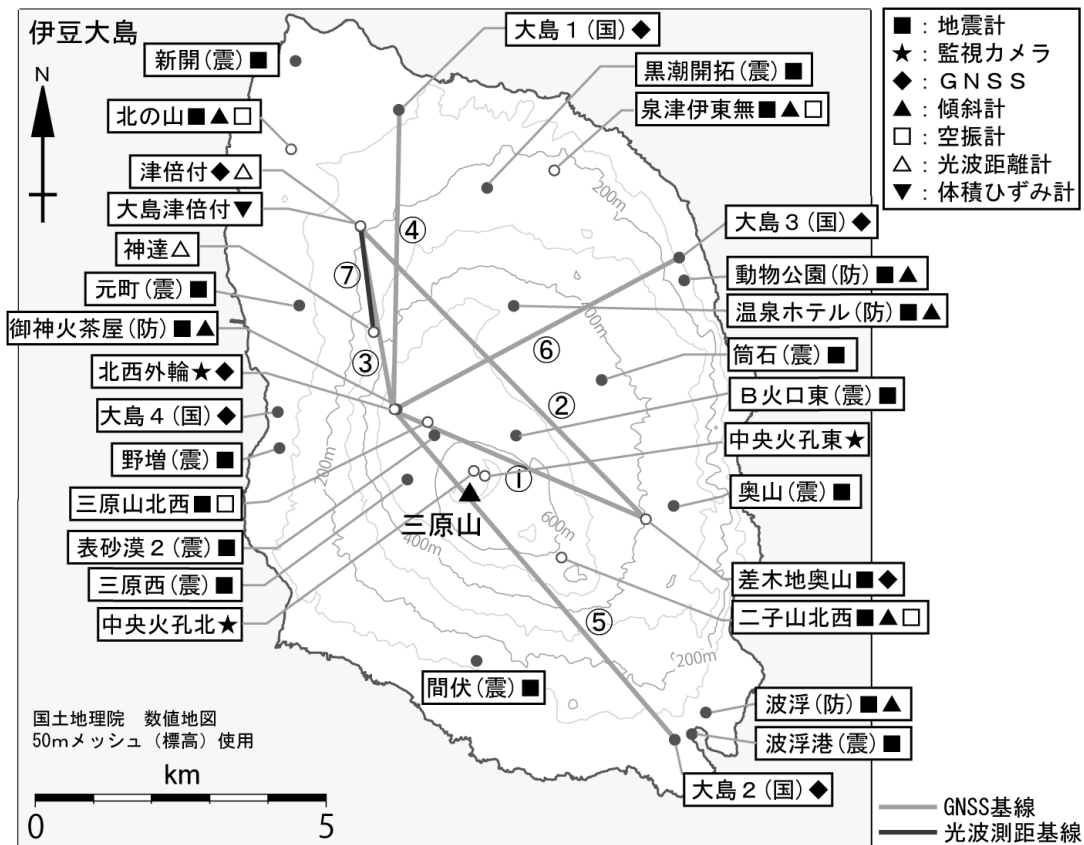 伊豆大島
N
新開(震)■
北の山■▲□
津倍付◆△
大島津倍付▼
神達△
元町(震)■
御神火茶屋(防)■▲
北西外輪★◆
大島4(国)◆
野増(震)■
三原山北西■□
表砂漠2(震)■
三原西(震)■
中央火孔北★
大島1(国)◆
黒潮開拓(震)■
泉津伊東無■▲□
大島3(国)◆
動物公園(防)■▲
温泉ホテル(防)■▲
筒石(震)■
B火口東(震)■
中央火孔東★
奥山(震)■
差木地奥山■◆
二子山北西■▲□
波浮(防)■▲
波浮港(震)■
大島2(国)◆
間伏(震)■
三原山
①
②
③
④
⑤
⑥
⑦
200m
400m
200m
400m
600m
200m
■:地震計
★:監視カメラ
◆:GNSS
▲:傾斜計
□:空振計
△:光波距離計
▼:体積ひずみ計
国土地理院 数値地図
50mメッシュ(標高)使用
km
0 5
GNSS基線
光波測距基線